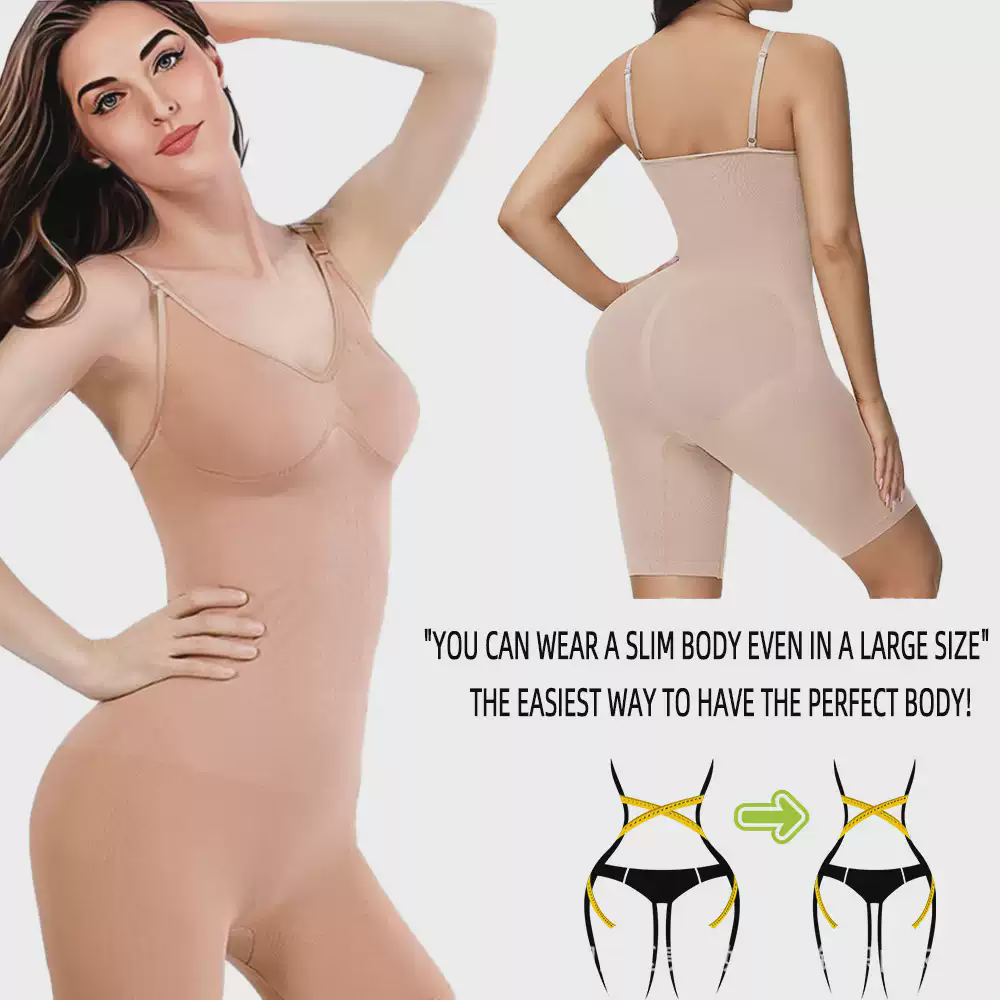 "YOU CAN WEAR A SLIM BODY EVEN IN A LARGE SIZE"
THE EASIEST WAY TO HAVE THE PERFECT BODY!